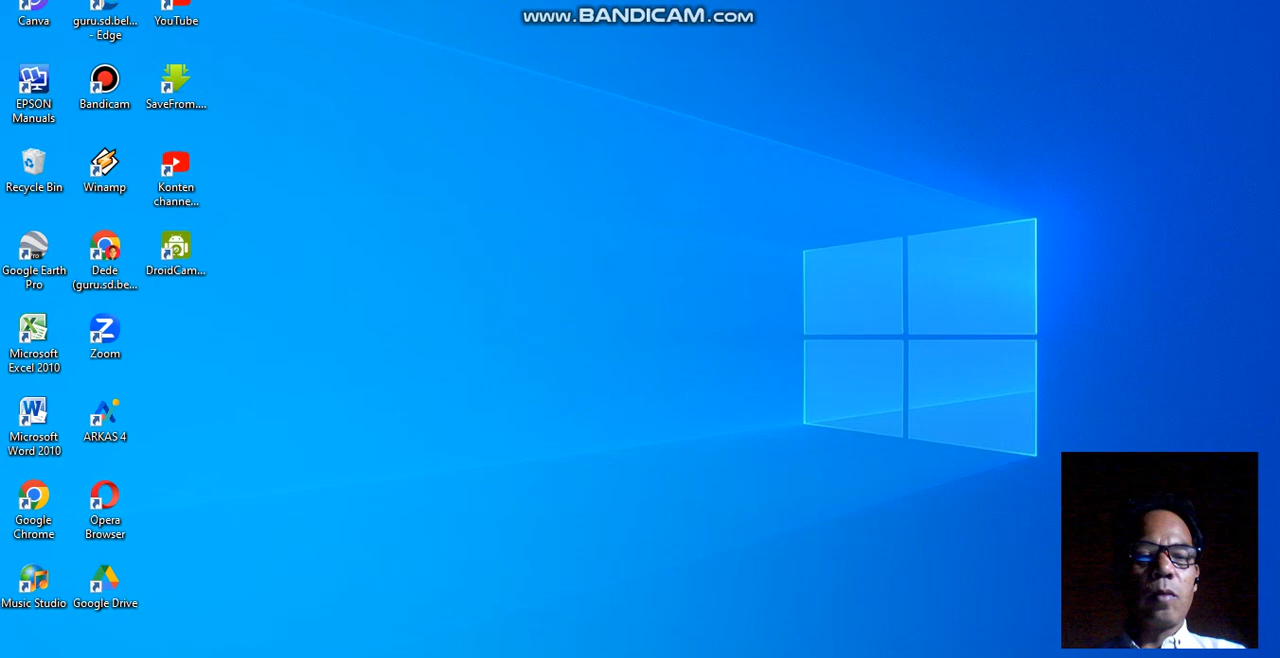 www.BANDICAM.com
Canva
guru.sd.bel...
- Edge
YouTube
EPSON
Manuals
Bandicam
SaveFrom....
Recycle Bin
Winamp
Konten
channe...
Google Earth
Pro
Dede
(guru.sd.be...
DroidCam...
Microsoft
Excel 2010
Zoom
Microsoft
Word 2010
ARKAS 4
Google
Chrome
Opera
Browser
Music Studio
Google Drive